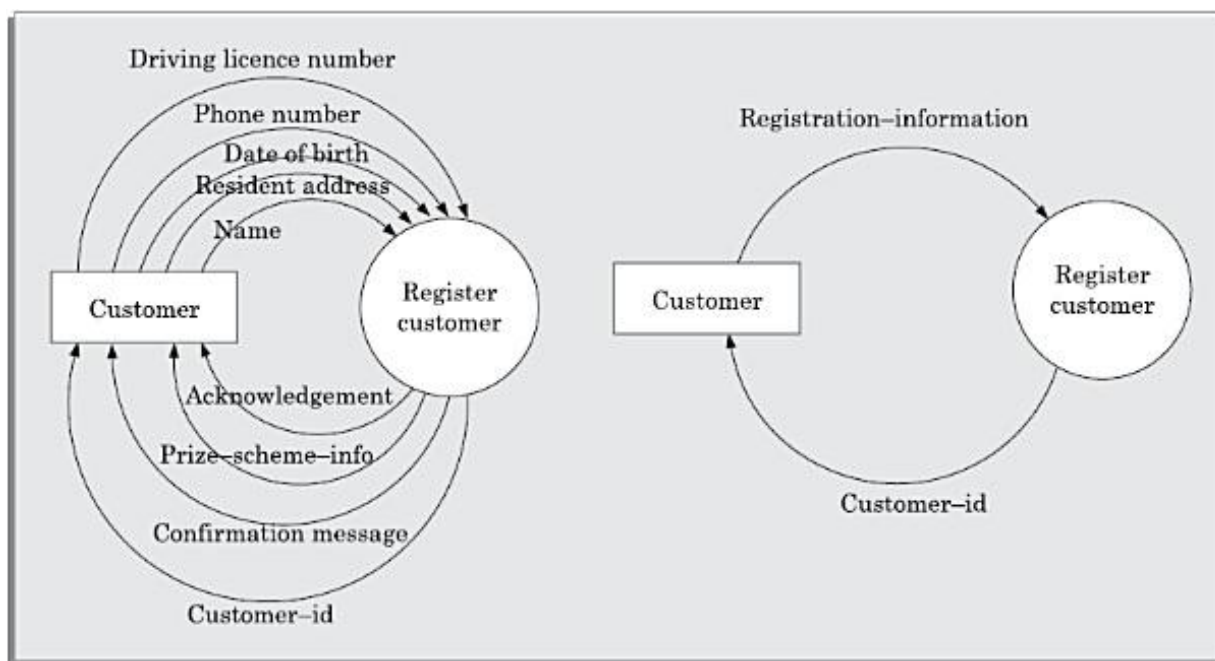 Driving licence number
Phone number
Date of birth
Resident address
Name
Customer
Register
customer
Acknowledgement
Prize–scheme–info
Confirmation message
Customer–id
Registration–information
Customer
Register
customer
Customer–id